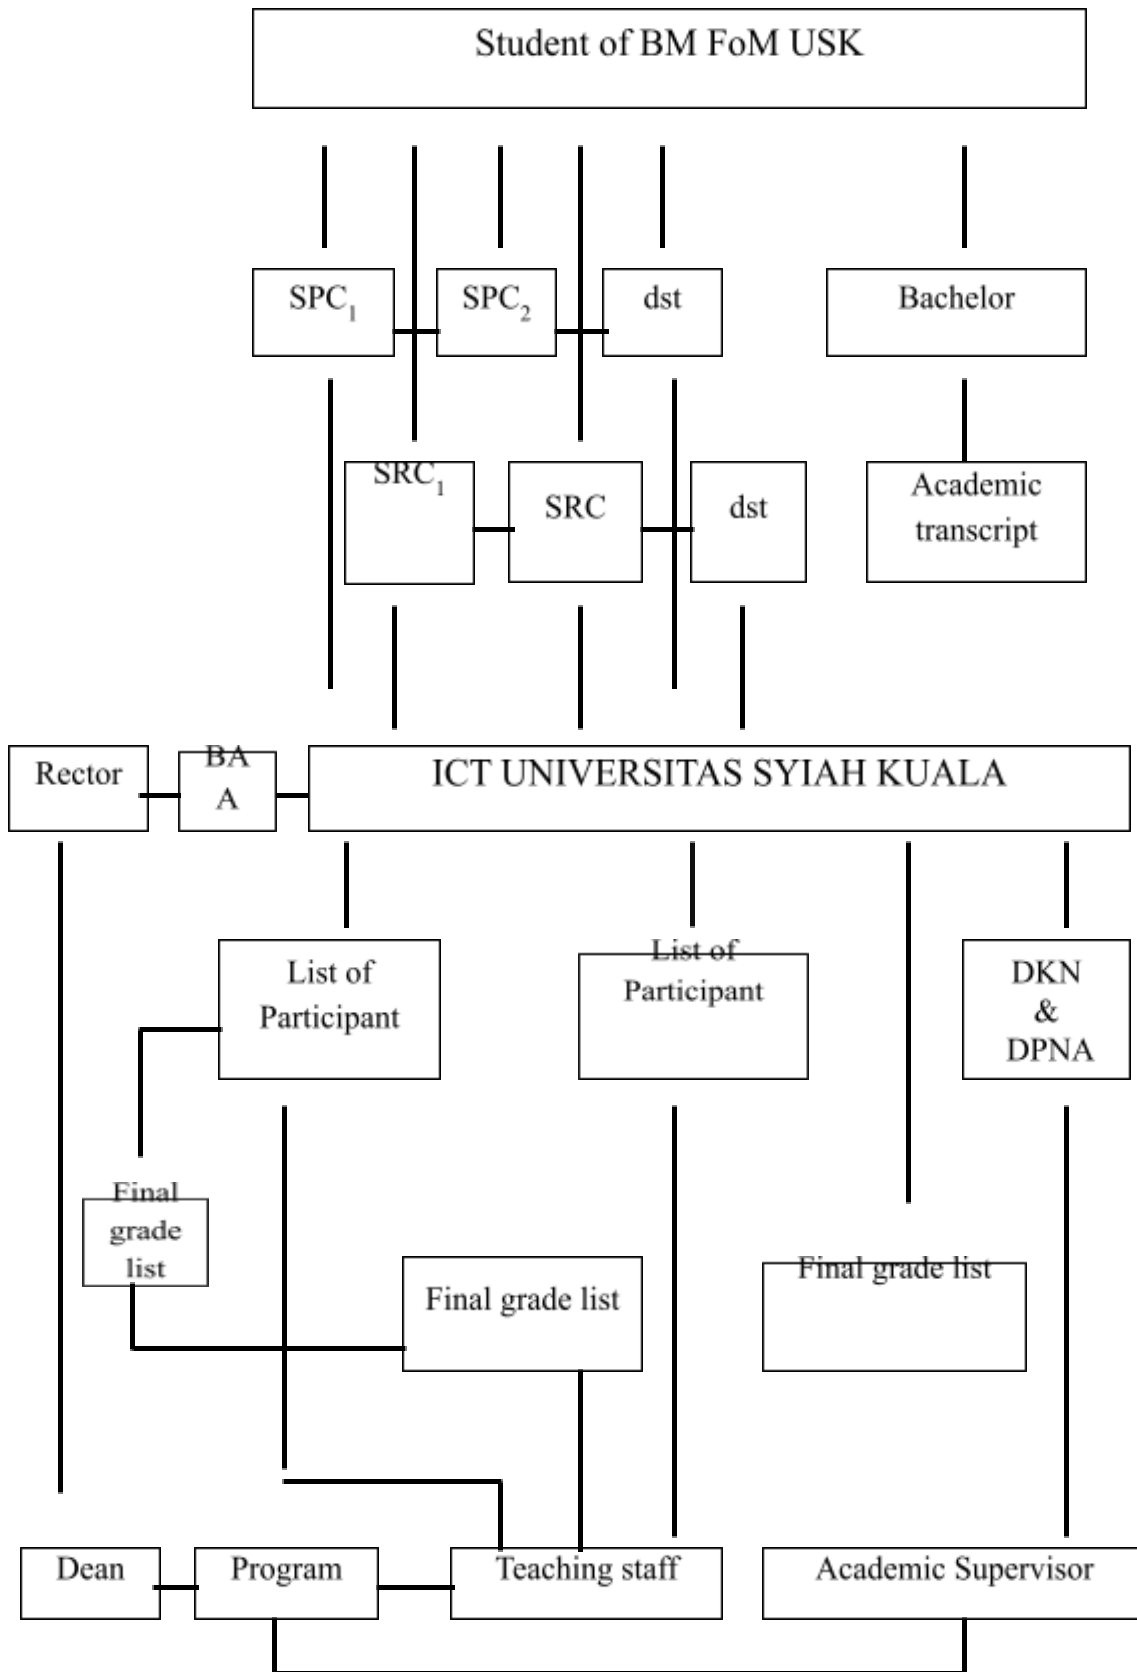 Student of BM FoM USK
SPC1
SPC2
dst
Bachelor
SRC1
SRC
dst
Academic
transcript
Rector
BA
A
ICT UNIVERSITAS SYIAH KUALA
List of
Participant
List of
Participant
DKN
&
DPNA
Final
grade
list
Final grade list
Final grade list
Dean
Program
Teaching staff
Academic Supervisor